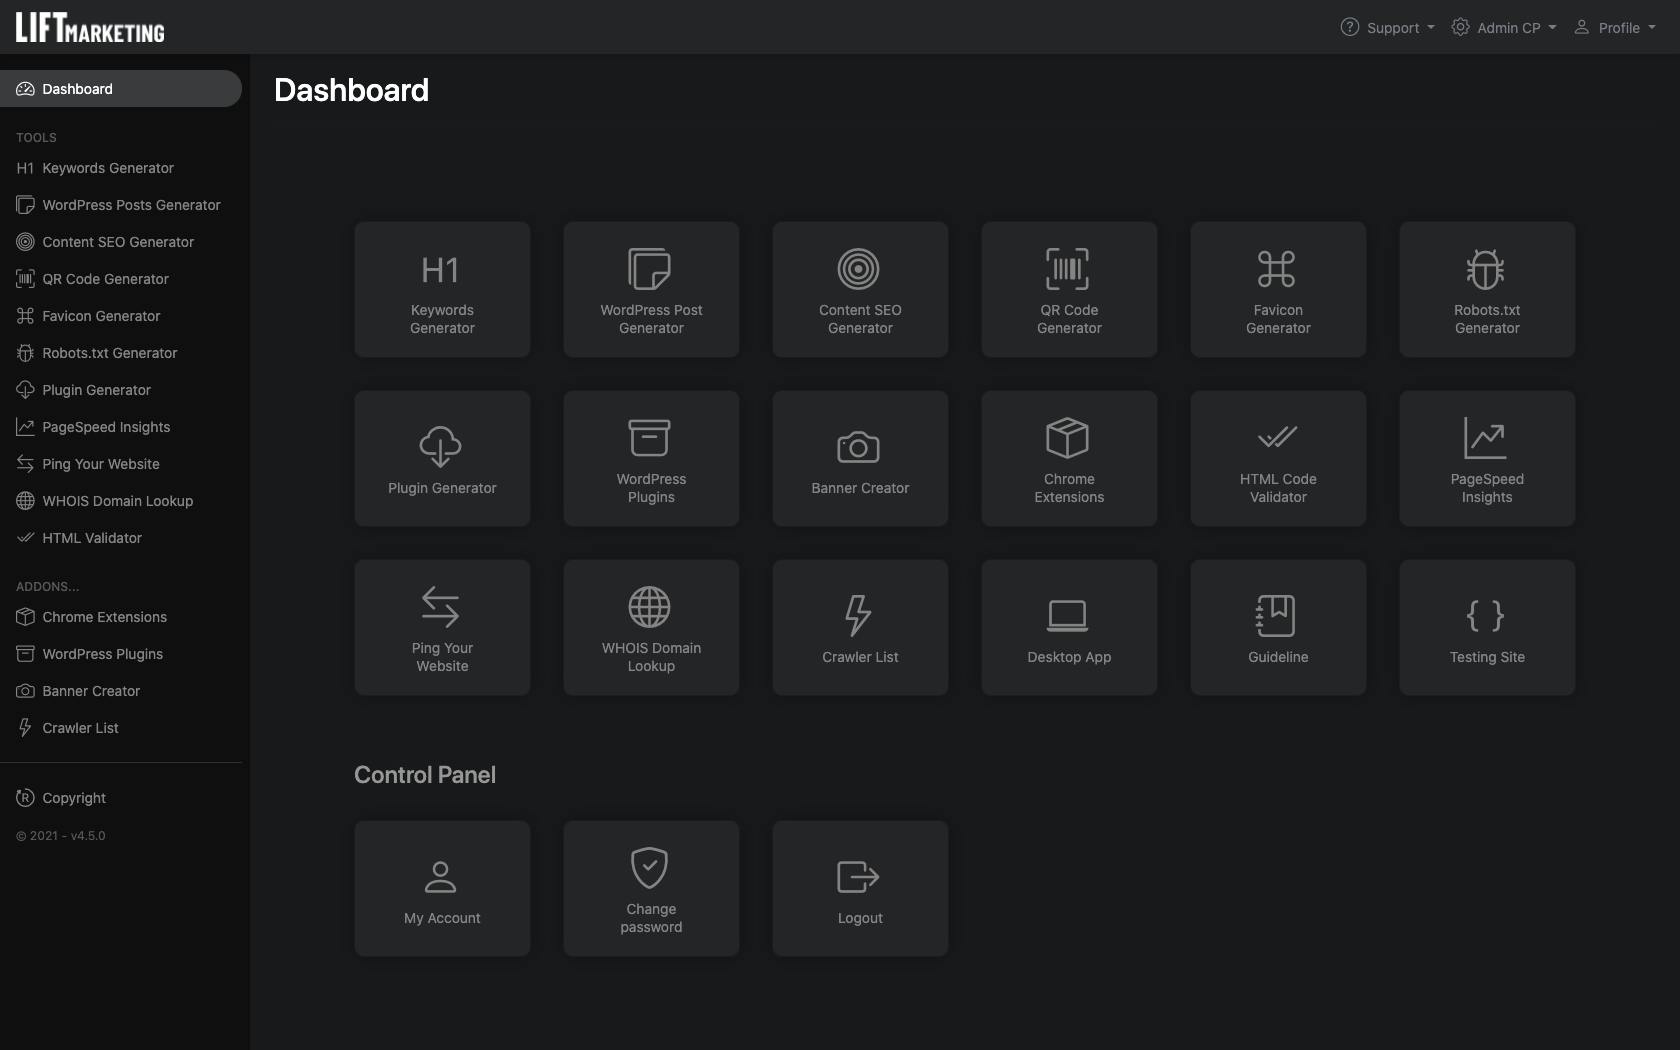 LIFTMARKETING
Support
Admin CP
Profile
Dashboard
TOOLS
H1 Keywords Generator
WordPress Posts Generator
Content SEO Generator
QR Code Generator
Favicon Generator
Robots.txt Generator
Plugin Generator
PageSpeed Insights
Ping Your Website
WHOIS Domain Lookup
HTML Validator
ADDONS...
Chrome Extensions
WordPress Plugins
Banner Creator
Crawler List
Copyright
© 2021 - v4.5.0
Dashboard
H1
Keywords
Generator
WordPress Post
Generator
Content SEO
Generator
QR Code
Generator
Favicon
Generator
Robots.txt
Generator
Plugin Generator
WordPress
Plugins
Banner Creator
Chrome
Extensions
HTML Code
Validator
PageSpeed
Insights
Ping Your
Website
WHOIS Domain
Lookup
Crawler List
Desktop App
Guideline
{ }
Testing Site
Control Panel
My Account
Change
password
Logout